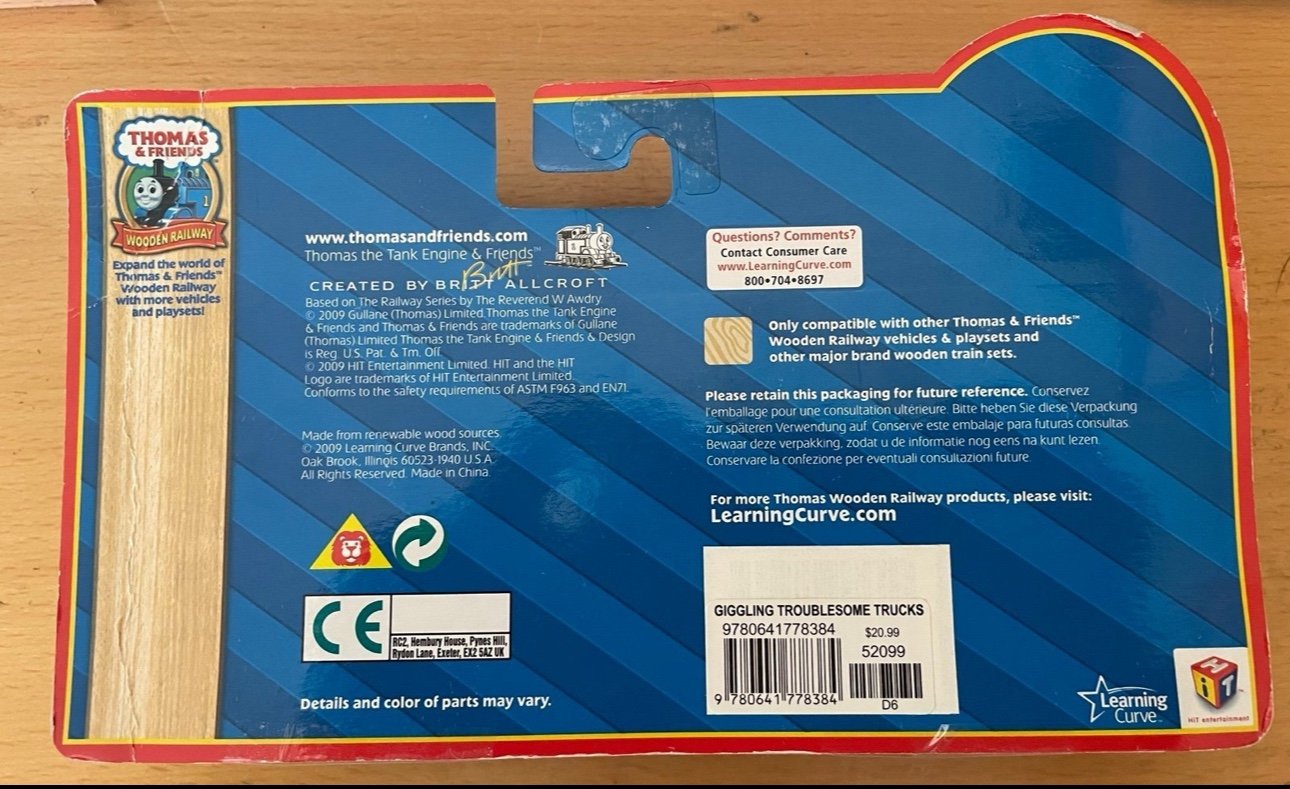 THOMAS
& FRIENDS
1
WOODEN RAILWAY
Expand the world of
Thomas & Friends™
Wooden Railway
with more vehicles
and playsets!
www.thomasandfriends.com
Thomas the Tank Engine & Friends™
Britt
CREATED BY BRITT ALLCROFT
Based on The Railway Series by The Reverend W Awdry
© 2009 Gullane (Thomas) Limited. Thomas the Tank Engine
& Friends and Thomas & Friends are trademarks of Gullane
(Thomas) Limited Thomas the Tank Engine & Friends & Design
is Reg. U.S. Pat. & Tm. Off.
© 2009 HIT Entertainment Limited. HIT and the HIT
Logo are trademarks of HIT Entertainment Limited.
Conforms to the safety requirements of ASTM F963 and EN71.
Made from renewable wood sources.
© 2009 Learning Curve Brands, INC.
Oak Brook, Illinois 60523-1940 U.S.A.
All Rights Reserved. Made in China.
CE
RC2, Hembury House, Pynes Hill,
Rydon Lane, Exeter, EX2 5AZ UK
Details and color of parts may vary.
Questions? Comments?
Contact Consumer Care
www.LearningCurve.com
800•704•8697
Only compatible with other Thomas & Friends™
Wooden Railway vehicles & playsets and
other major brand wooden train sets.
Please retain this packaging for future reference. Conservez
l'emballage pour une consultation ultérieure. Bitte heben Sie diese Verpackung
zur späteren Verwendung auf. Conserve este embalaje para futuras consultas.
Bewaar deze verpakking, zodat u de informatie nog eens na kunt lezen.
Conservare la confezione per eventuali consultazioni future.
For more Thomas Wooden Railway products, please visit:
LearningCurve.com
GIGGLING TROUBLESOME TRUCKS
9780641778384 $20.99
52099
9 780641 778384
D6
Learning
Curve™
HiT™
HiT entertainment